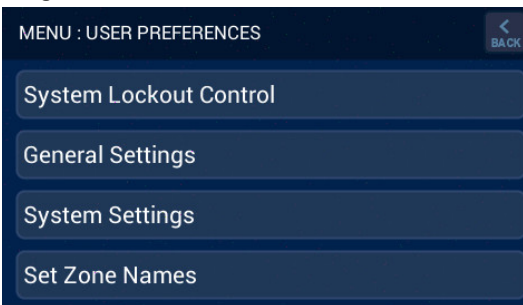 MENU : USER PREFERENCES
BACK
System Lockout Control
General Settings
System Settings
Set Zone Names